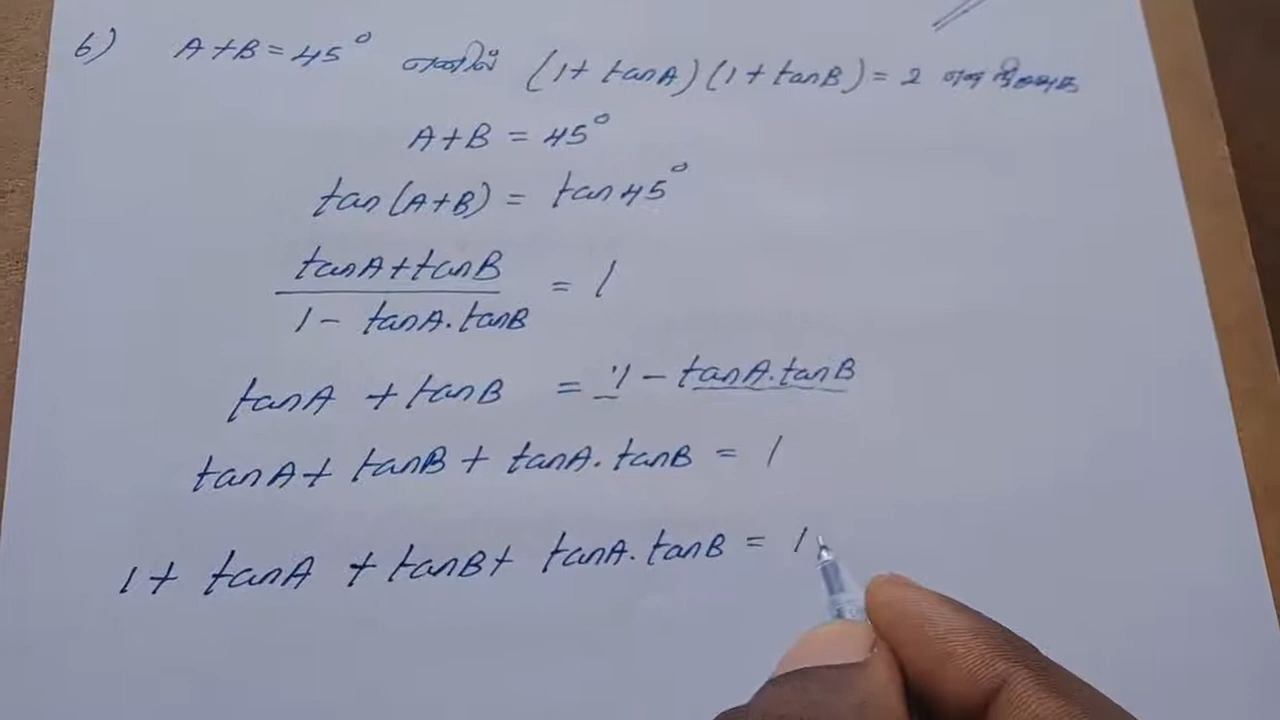 6) A+B = 45° எனில் (1 + tanA)(1 + tanB) = 2 என நிறுவுக
A+B = 45°
tan(A+B) = tan45°
tanA+tanB
1 - tanA.tanB = 1
tanA + tanB = 1 - tanA.tanB
tanA + tanB + tanA.tanB = 1
1+ tanA + tanB + tanA.tanB = 1